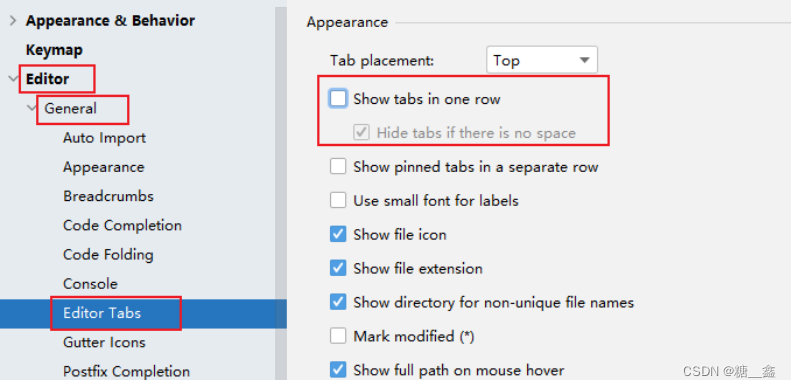 Appearance & Behavior
Keymap
Editor
General
Auto Import
Appearance
Breadcrumbs
Code Completion
Code Folding
Console
Editor Tabs
Gutter Icons
Postfix Completion
Appearance
Tab placement: Top
Show tabs in one row
Hide tabs if there is no space
Show pinned tabs in a separate row
Use small font for labels
Show file icon
Show file extension
Show directory for non-unique file names
Mark modified (*)
Show full path on mouse hover
CSDN @糖__鑫